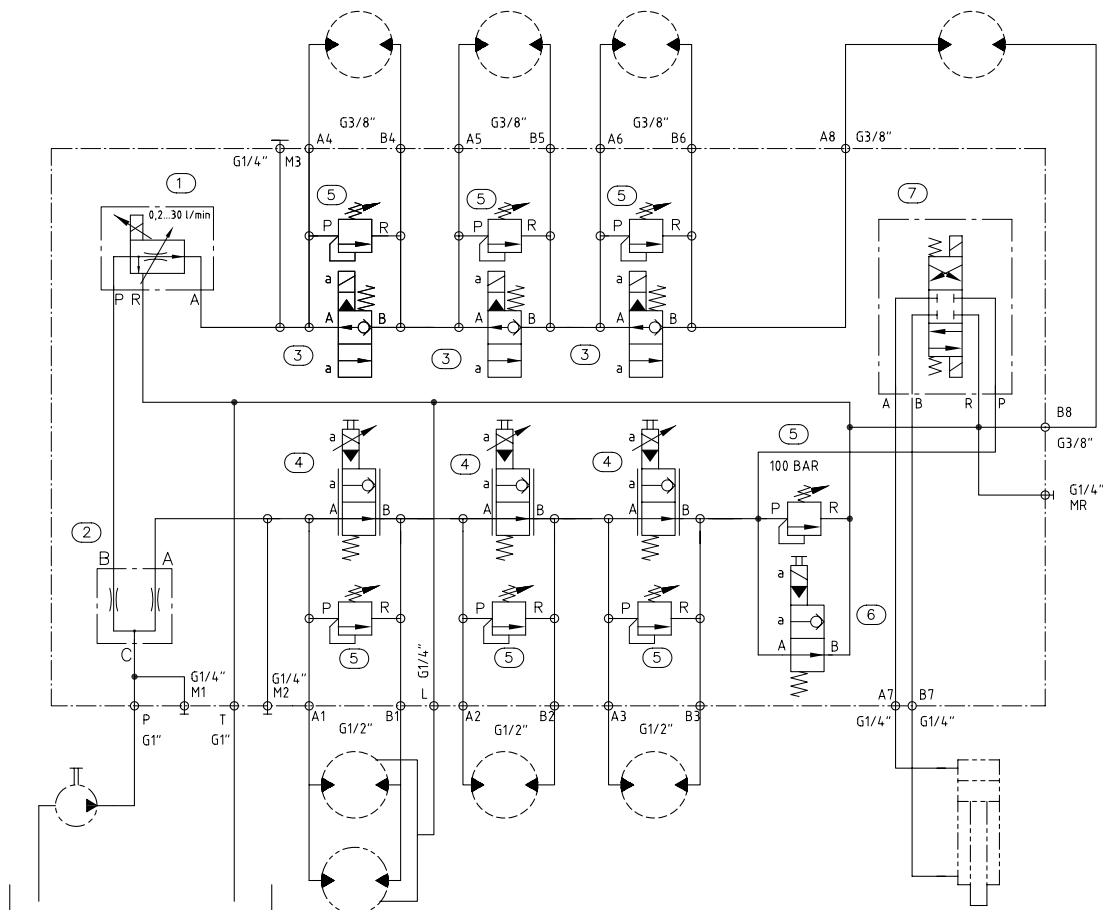 G3/8"
G3/8"
G3/8"
A4
B4
A5
B5
A6
B6
A8
G3/8"
G1/4"
M3
1
5
5
5
7
0,2...30 l/min
P
R
P
R
P
R
a
a
a
P
R
A
A
B
A
B
A
B
3
3
3
a
a
a
A
B
R
P
B8
G3/8"
4
4
4
a
a
a
a
a
a
5
100 BAR
G1/4"
MR
A
B
A
B
A
B
P
R
2
B
A
a
a
6
P
R
P
R
P
R
A
B
C
5
5
5
G1/4"
M1
G1/4"
M2
G1/4"
L
A7
B7
G1/4"
G1/4"
P
T
A1
B1
A2
B2
A3
B3
G1"
G1"
G1/2"
G1/2"
G1/2"